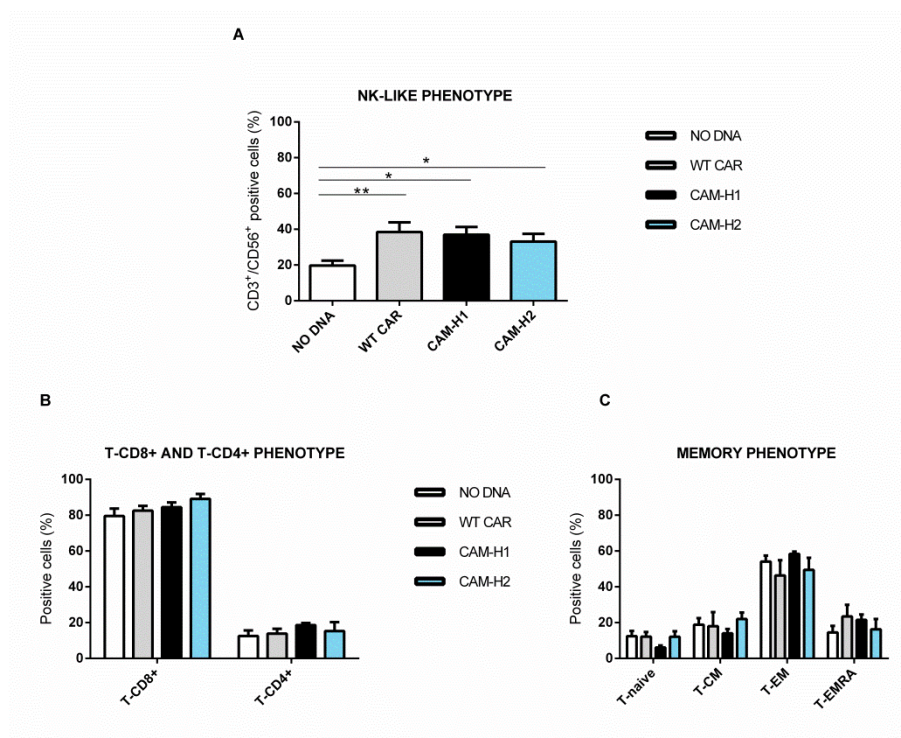 A
NK-LIKE PHENOTYPE
CD3+/CD56+ positive cells (%)
100
80
60
40
20
0
*
*
**
NO DNA
WT CAR
CAM-H1
CAM-H2
NO DNA
WT CAR
CAM-H1
CAM-H2
B
T-CD8+ AND T-CD4+ PHENOTYPE
Positive cells (%)
100
80
60
40
20
0
T-CD8+
T-CD4+
NO DNA
WT CAR
CAM-H1
CAM-H2
C
MEMORY PHENOTYPE
Positive cells (%)
100
80
60
40
20
0
T-naive
T-CM
T-EM
T-EMRA